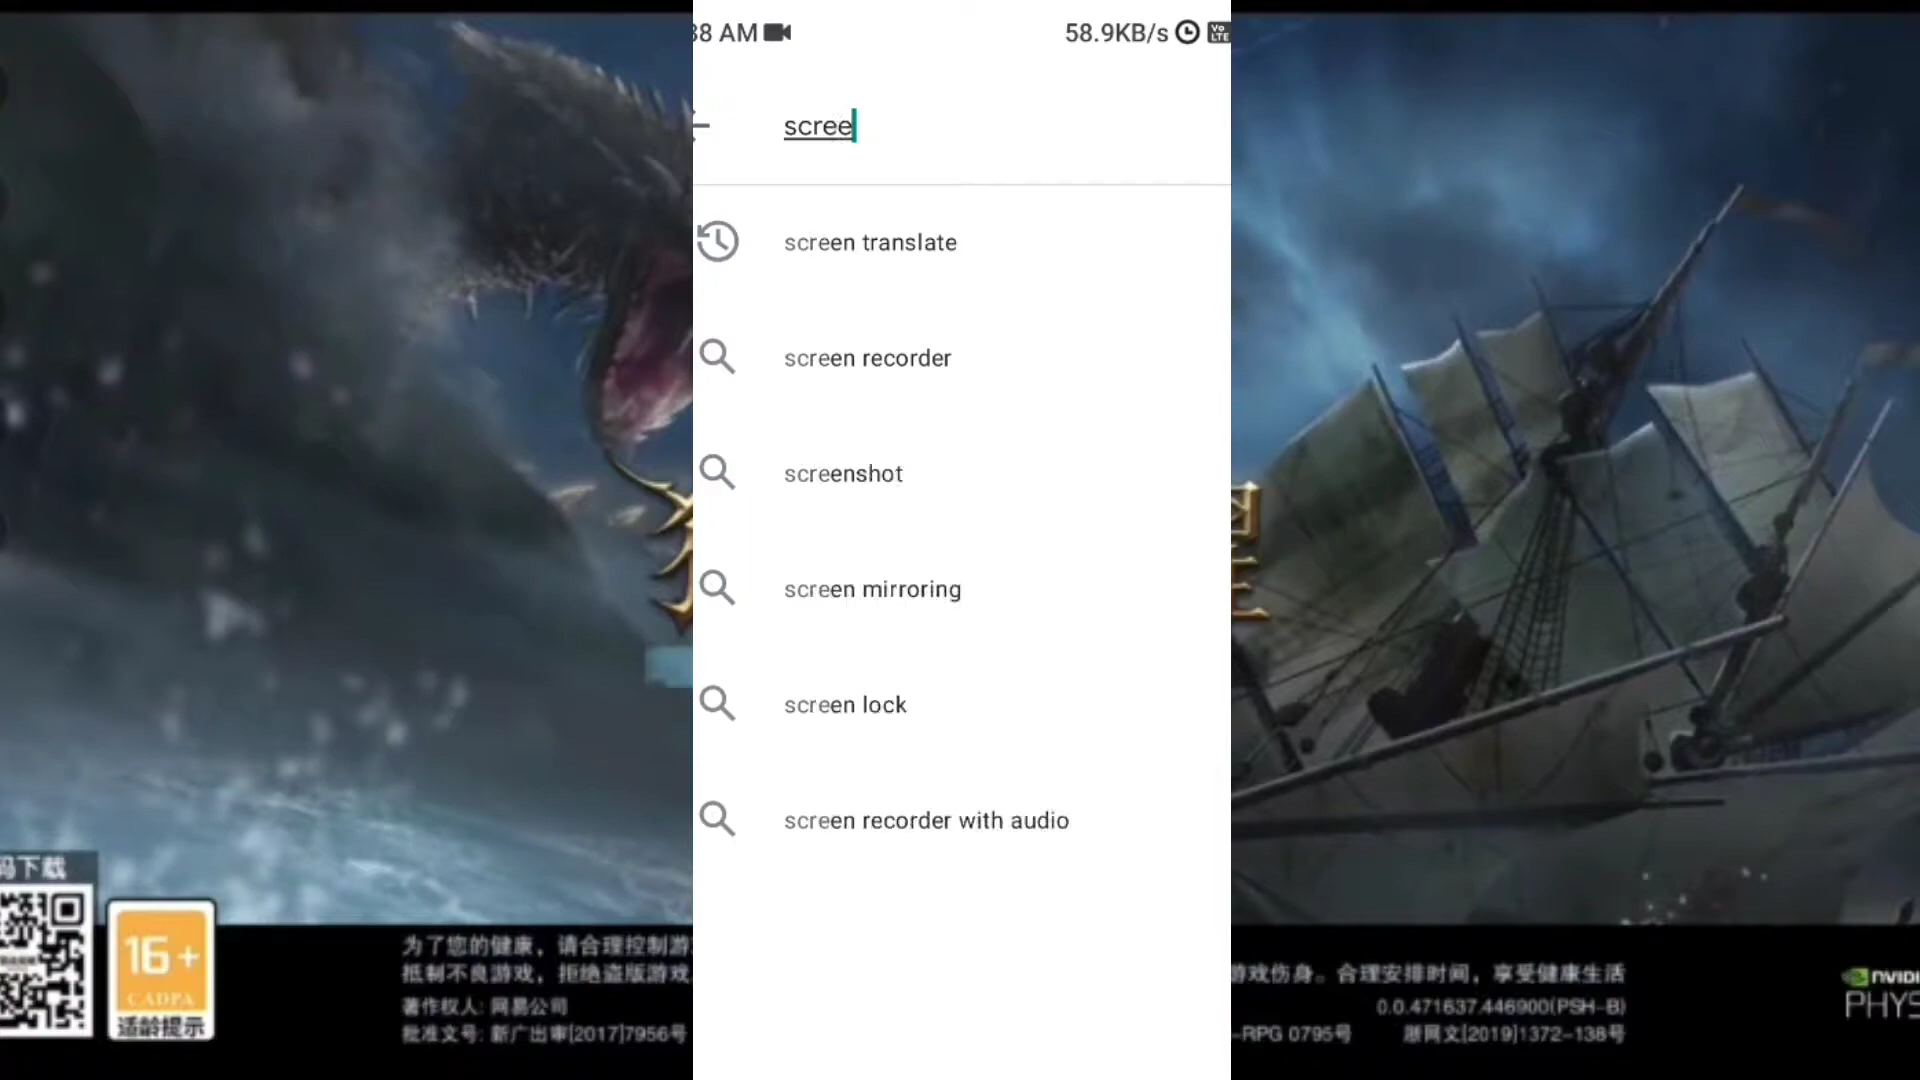 38 AM
58.9KB/s
Vo
LTE
scree
screen translate
screen recorder
screenshot
screen mirroring
screen lock
screen recorder with audio
码下载
16+
CADPA
适龄提示
为了您的健康，请合理控制游
抵制不良游戏，拒绝盗版游戏
著作权人: 网易公司
批准文号: 新广出审[2017]7956号
游戏伤身。合理安排时间，享受健康生活
0.0.471637.446900(PSH-B)
-RPG 0795号
浙网文[2019]1372-138号
NVIDI
PHYS